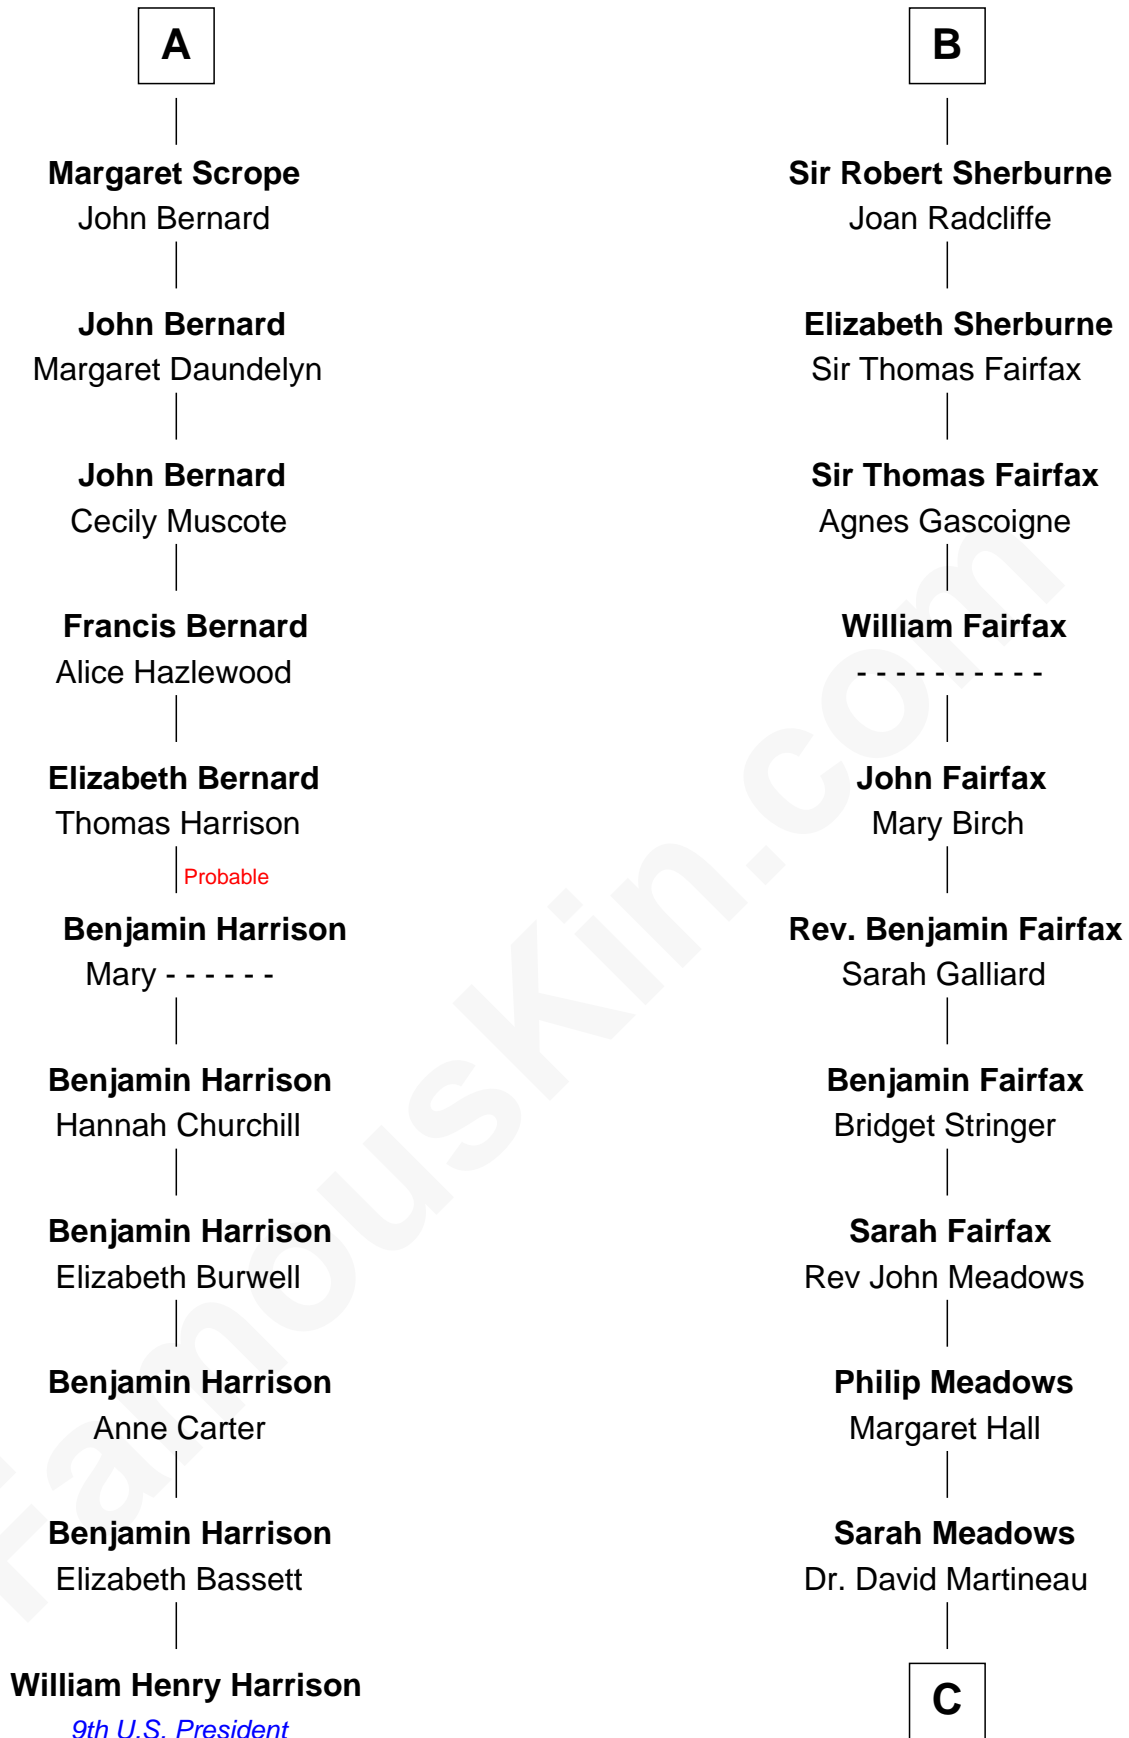 A
Margaret Scrope
John Bernard
John Bernard
Margaret Daundelyn
John Bernard
Cecily Muscote
Francis Bernard
Alice Hazlewood
Elizabeth Bernard
Thomas Harrison
Probable
Benjamin Harrison
Mary - - - - - -
Benjamin Harrison
Hannah Churchill
Benjamin Harrison
Elizabeth Burwell
Benjamin Harrison
Anne Carter
Benjamin Harrison
Elizabeth Bassett
William Henry Harrison
9th U.S. President
B
Sir Robert Sherburne
Joan Radcliffe
Elizabeth Sherburne
Sir Thomas Fairfax
Sir Thomas Fairfax
Agnes Gascoigne
William Fairfax
- - - - - - - - - -
John Fairfax
Mary Birch
Rev. Benjamin Fairfax
Sarah Galliard
Benjamin Fairfax
Bridget Stringer
Sarah Fairfax
Rev John Meadows
Philip Meadows
Margaret Hall
Sarah Meadows
Dr. David Martineau
C
FamousKin.com